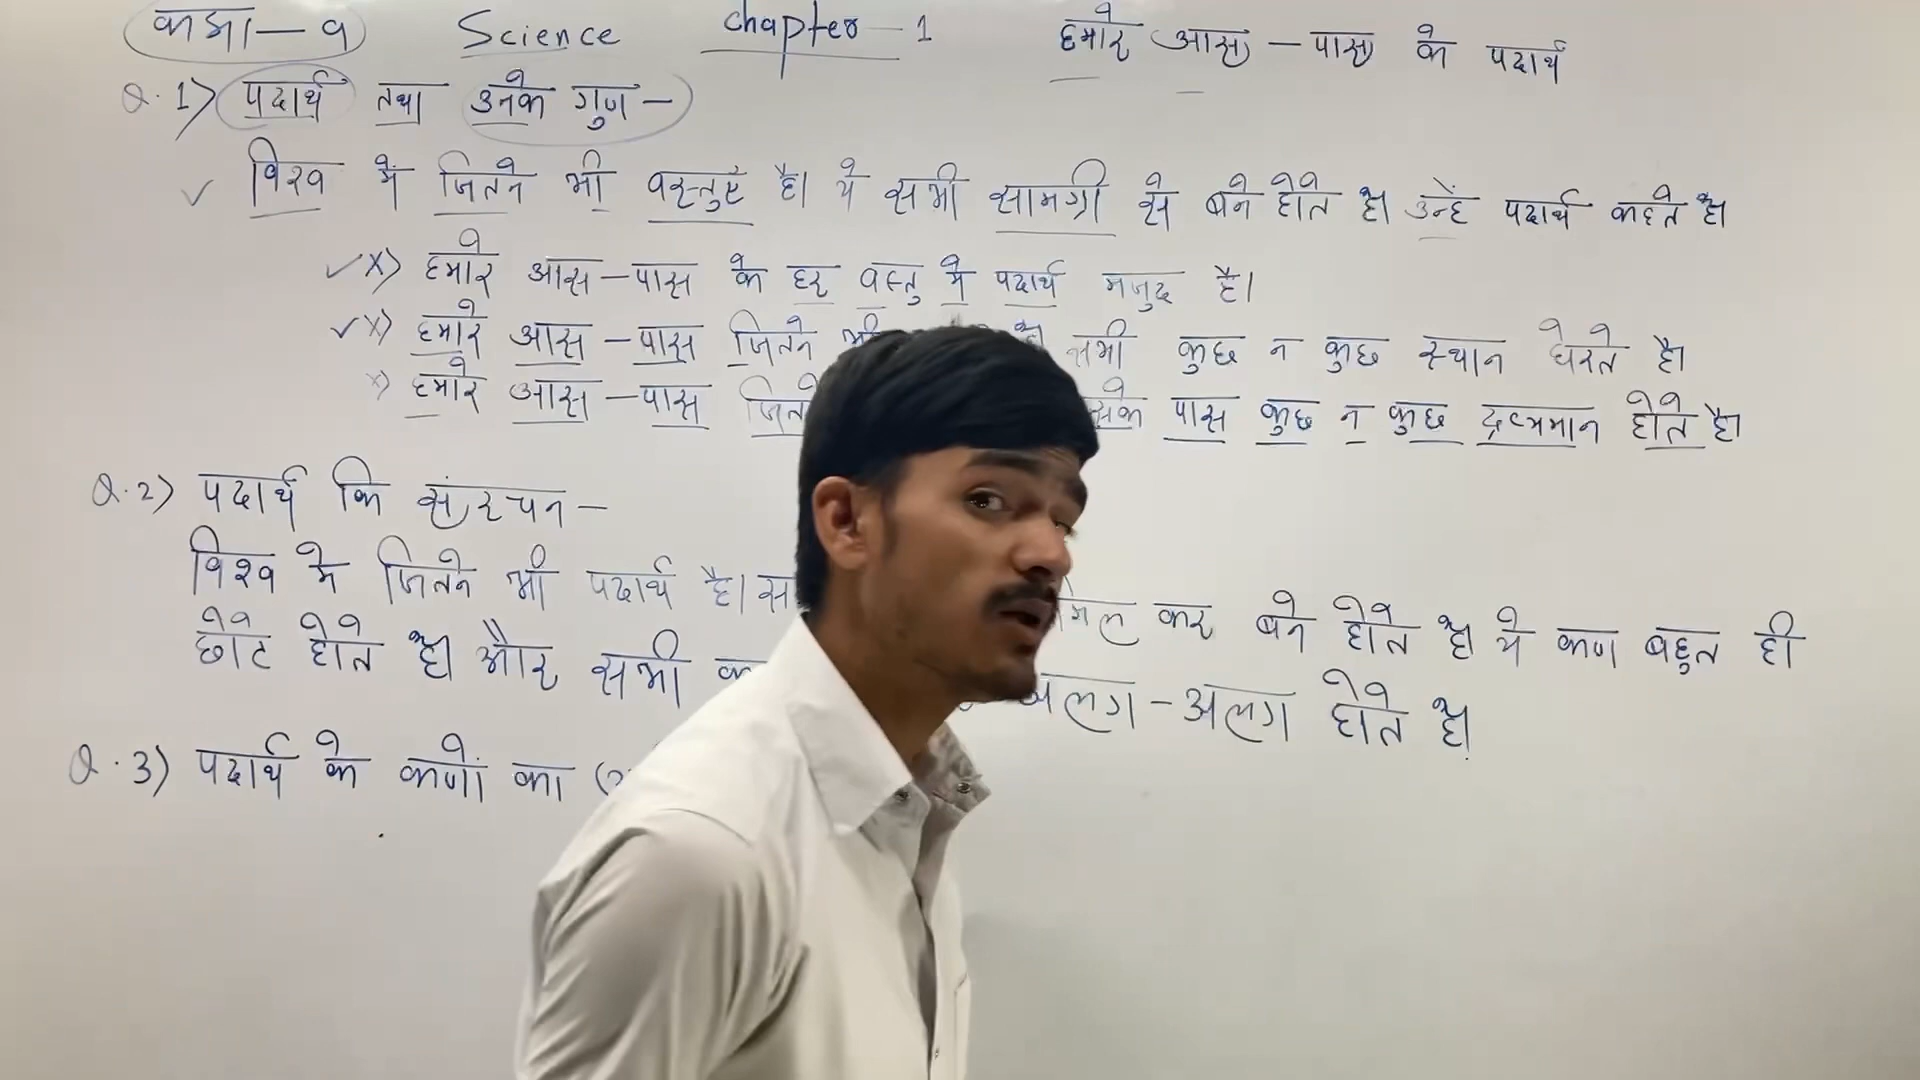 कक्षा - 9 Science Chapter - 1 हमारे आस - पास के पदार्थ
Q.1) पदार्थ तथा उनके गुण -
विश्व में जितने भी वस्तुएं है। ये सभी सामग्री से बने होते है। उन्हें पदार्थ कहते है।
x) हमारे आस - पास के हर वस्तु में पदार्थ मजुद है।
x) हमारे आस - पास जितने भी सभी कुछ न कुछ स्थान घेरते है।
x) हमारे आस - पास पास कुछ न कुछ द्रव्यमान होते है।
Q.2) पदार्थ कि संरचन -
विश्व में जितने भी पदार्थ है। कर बने होते है। ये कण बहुत ही
छोटे होते है। और सभी अलग - अलग होते है।
Q.3) पदार्थ के कणों का